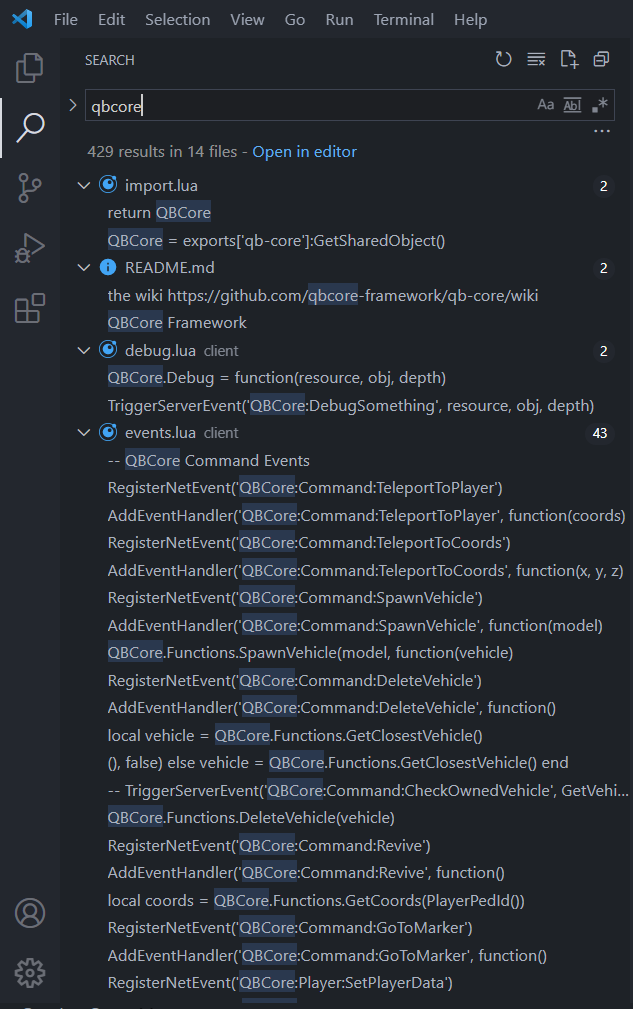 File Edit Selection View Go Run Terminal Help
SEARCH
qbcore
Aa Abl .*
429 results in 14 files - Open in editor
import.lua 2
return QBCore
QBCore = exports['qb-core']:GetSharedObject()
README.md 2
the wiki https://github.com/qbcore-framework/qb-core/wiki
QBCore Framework
debug.lua client 2
QBCore.Debug = function(resource, obj, depth)
TriggerServerEvent('QBCore:DebugSomething', resource, obj, depth)
events.lua client 43
-- QBCore Command Events
RegisterNetEvent('QBCore:Command:TeleportToPlayer')
AddEventHandler('QBCore:Command:TeleportToPlayer', function(coords)
RegisterNetEvent('QBCore:Command:TeleportToCoords')
AddEventHandler('QBCore:Command:TeleportToCoords', function(x, y, z)
RegisterNetEvent('QBCore:Command:SpawnVehicle')
AddEventHandler('QBCore:Command:SpawnVehicle', function(model)
QBCore.Functions.SpawnVehicle(model, function(vehicle)
RegisterNetEvent('QBCore:Command:DeleteVehicle')
AddEventHandler('QBCore:Command:DeleteVehicle', function()
local vehicle = QBCore.Functions.GetClosestVehicle()
(), false) else vehicle = QBCore.Functions.GetClosestVehicle() end
-- TriggerServerEvent('QBCore:Command:CheckOwnedVehicle', GetVehi...
QBCore.Functions.DeleteVehicle(vehicle)
RegisterNetEvent('QBCore:Command:Revive')
AddEventHandler('QBCore:Command:Revive', function()
local coords = QBCore.Functions.GetCoords(PlayerPedId())
RegisterNetEvent('QBCore:Command:GoToMarker')
AddEventHandler('QBCore:Command:GoToMarker', function()
RegisterNetEvent('QBCore:Player:SetPlayerData')